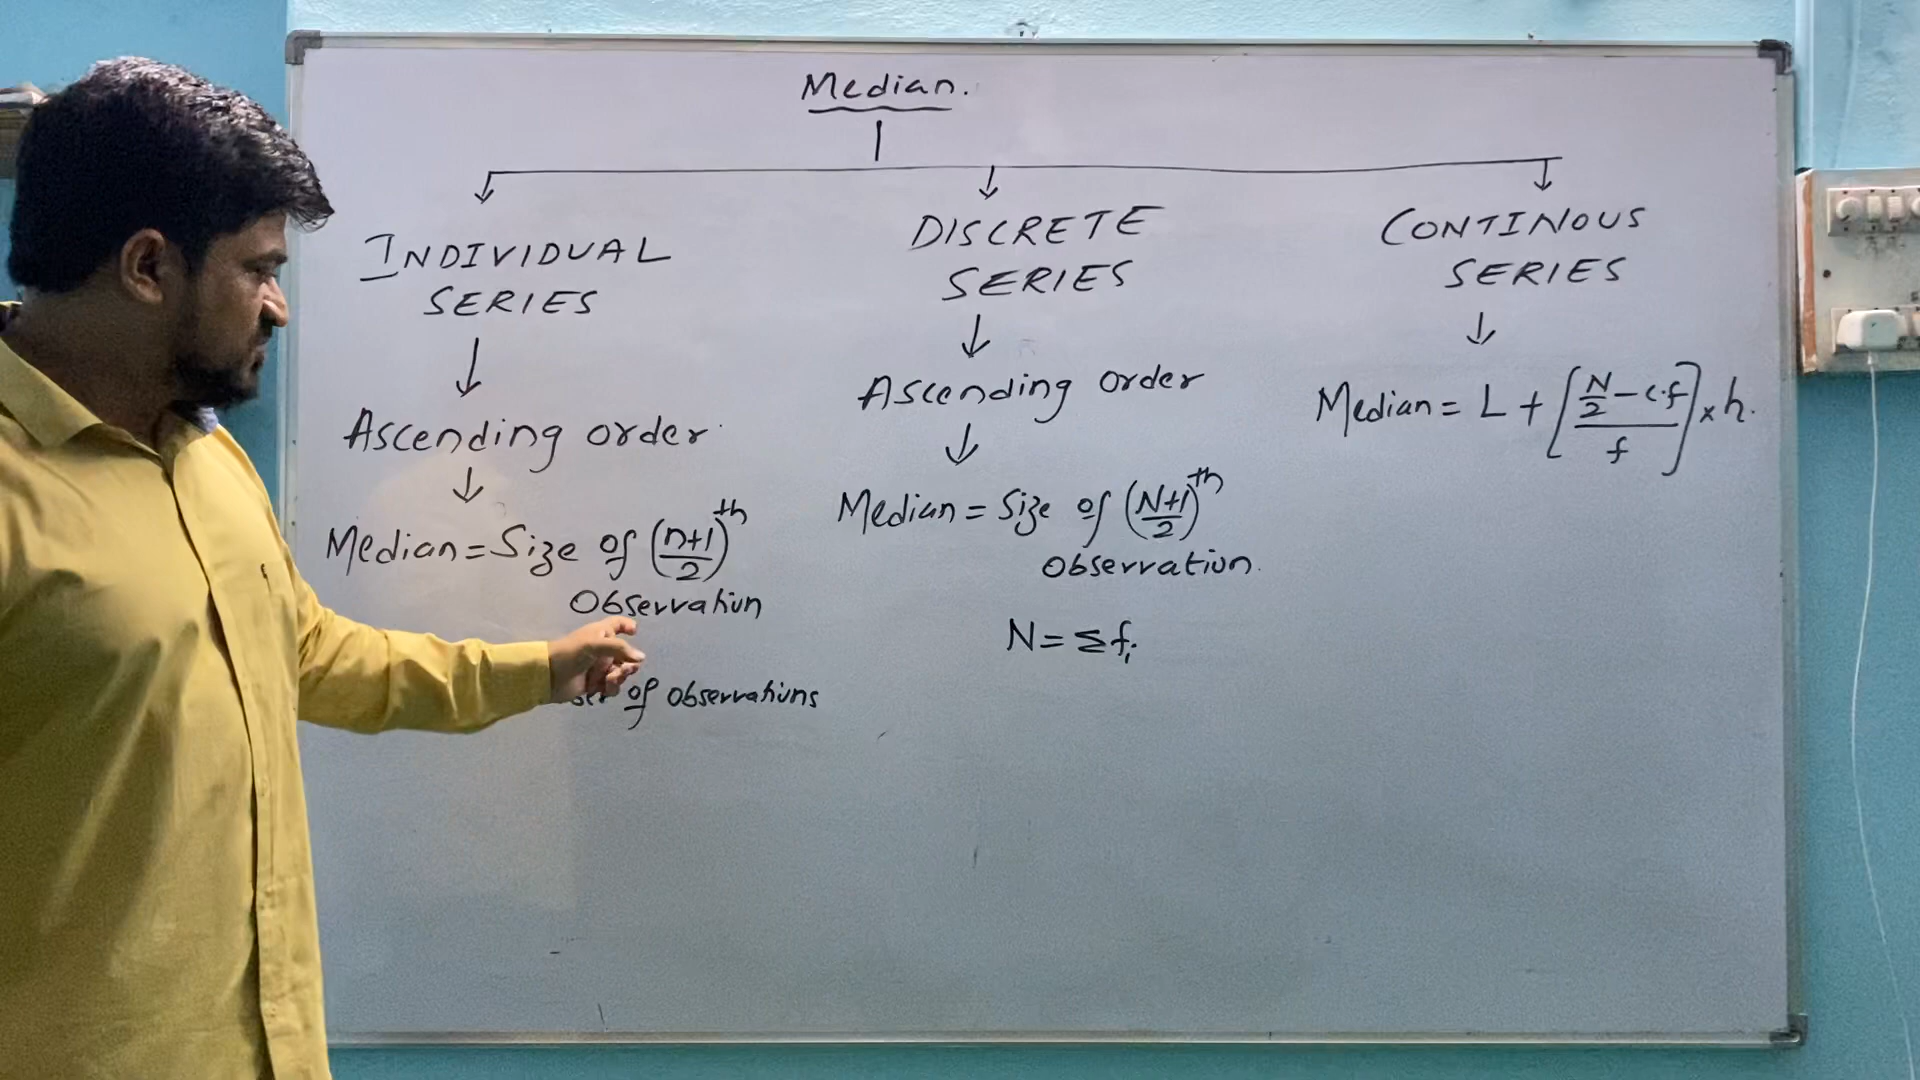 Median.
INDIVIDUAL
SERIES
Ascending order
Median = Size of (n+1/2)th
Observation
of observations
DISCRETE
SERIES
Ascending order
Median = Size of (N+1/2)th
Observation.
N = Σfi
CONTINOUS
SERIES
Median = L + [N/2 - c.f / f] × h.